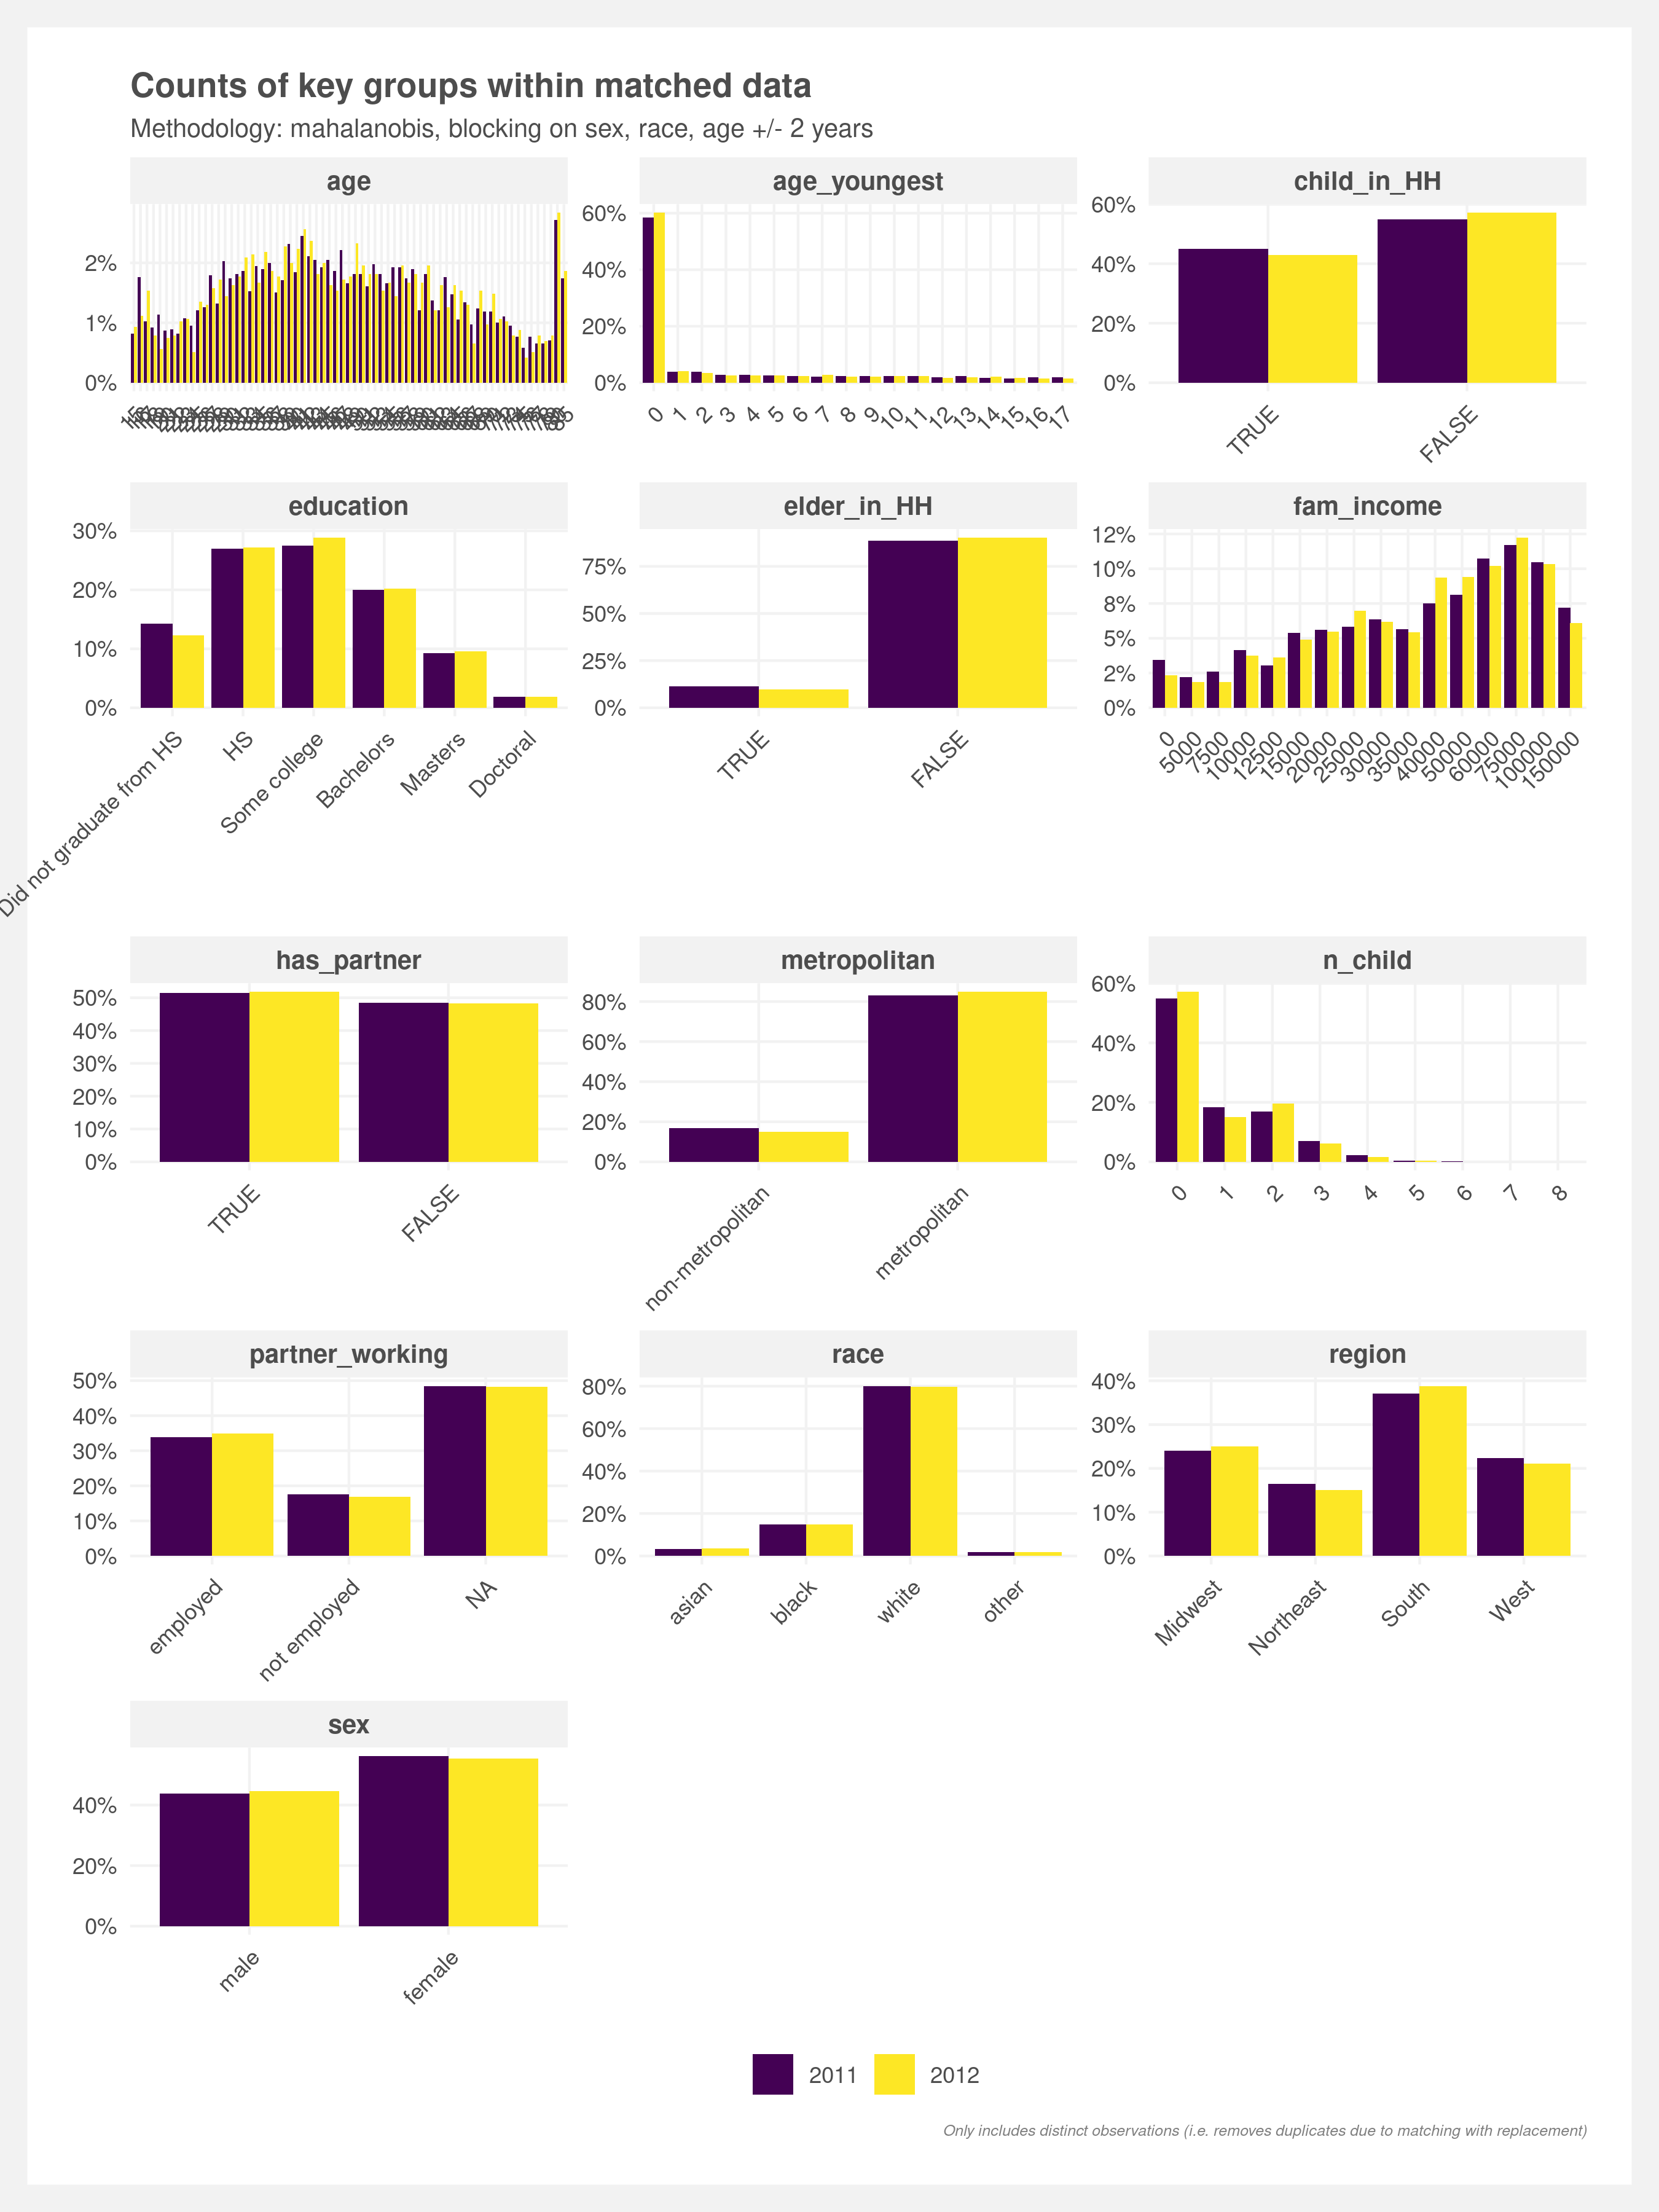 Counts of key groups within matched data
Methodology: mahalanobis, blocking on sex, race, age +/- 2 years
age
2%
1%
0%
age_youngest
60%
40%
20%
0%
0 1 2 3 4 5 6 7 8 9 10 11 12 13 14 15 16 17
child_in_HH
60%
40%
20%
0%
TRUE FALSE
education
30%
20%
10%
0%
Did not graduate from HS
HS
Some college
Bachelors
Masters
Doctoral
elder_in_HH
75%
50%
25%
0%
TRUE FALSE
fam_income
12%
10%
8%
5%
2%
0%
0 5000 7500 10000 12500 15000 20000 25000 30000 35000 40000 50000 60000 75000 100000 150000
has_partner
50%
40%
30%
20%
10%
0%
TRUE FALSE
metropolitan
80%
60%
40%
20%
0%
non-metropolitan
metropolitan
n_child
60%
40%
20%
0%
0 1 2 3 4 5 6 7 8
partner_working
50%
40%
30%
20%
10%
0%
employed
not employed
NA
race
80%
60%
40%
20%
0%
asian
black
white
other
region
40%
30%
20%
10%
0%
Midwest
Northeast
South
West
sex
40%
20%
0%
male
female
2011 2012
Only includes distinct observations (i.e. removes duplicates due to matching with replacement)